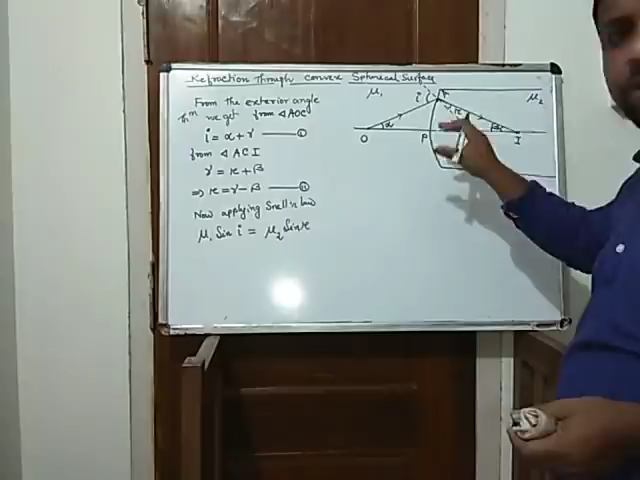 Refraction Through Convex Spherical Surface
From the exterior angle
Thm we get from △AOC
i = α + γ —— ①
from △ ACI
γ = r + β
⇒ r = γ - β —— ②
Now applying Snell's law
μ₁ Sin i = μ₂ Sin r
μ₁
i
A
r
μ₂
O
α
P
β
I